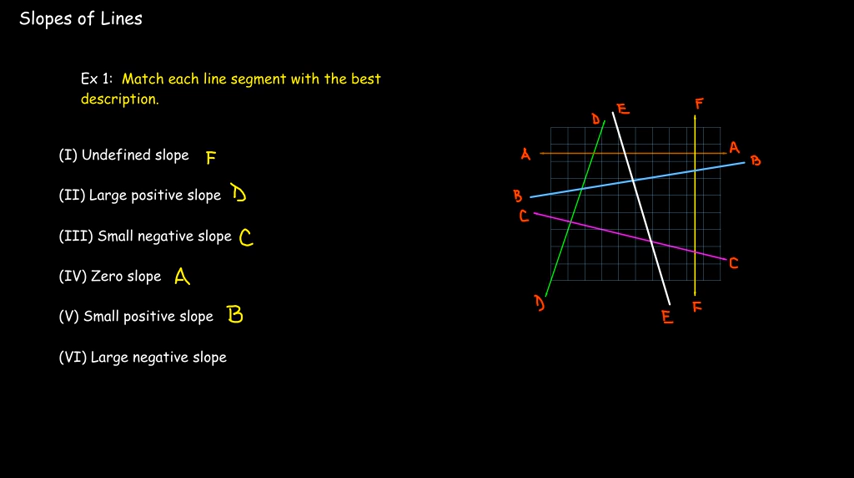 Slopes of Lines
Ex 1: Match each line segment with the best
description.
(I) Undefined slope F
(II) Large positive slope D
(III) Small negative slope C
(IV) Zero slope A
(V) Small positive slope B
(VI) Large negative slope
D E F
A A
B B
C C
D E F